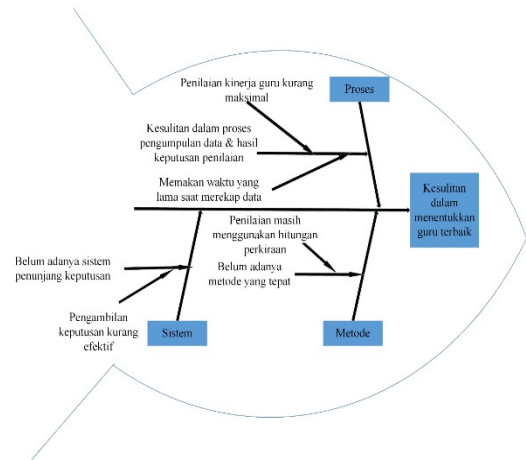 Penilaian kinerja guru kurang
maksimal
Proses
Kesulitan dalam proses
pengumpulan data & hasil
keputusan penilaian
Memakan waktu yang
lama saat merekap data
Kesulitan
dalam
menentukkan
guru terbaik
Penilaian masih
menggunakan hitungan
perkiraan
Belum adanya sistem
penunjang keputusan
Belum adanya
metode yang tepat
Pengambilan
keputusan kurang
efektif
Sistem
Metode